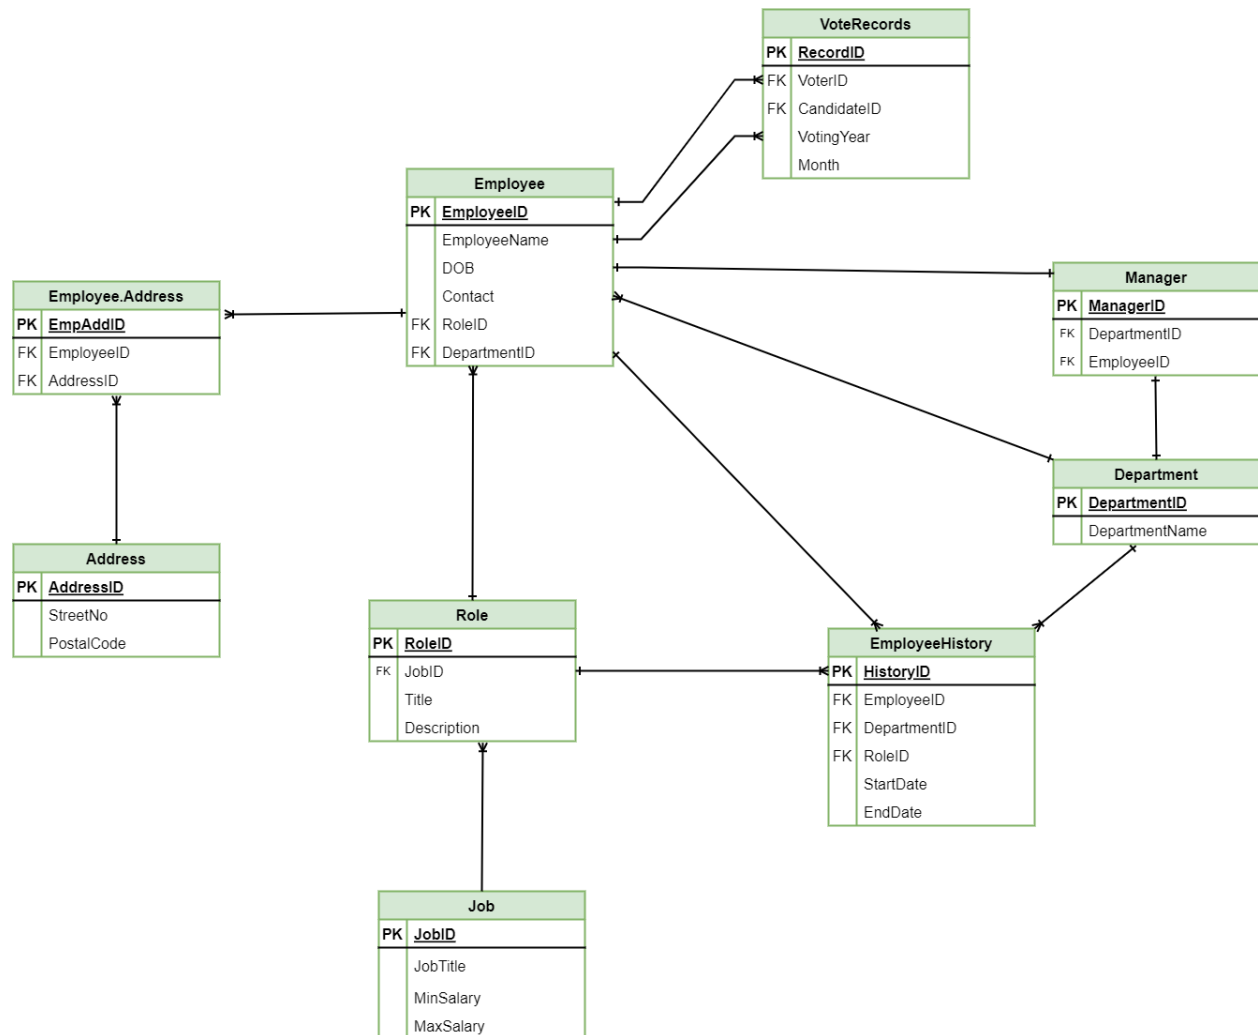 VoteRecords
PK RecordID
FK VoterID
FK CandidateID
VotingYear
Month
Employee
PK EmployeeID
EmployeeName
DOB
Contact
FK RoleID
FK DepartmentID
Manager
PK ManagerID
FK DepartmentID
FK EmployeeID
Employee.Address
PK EmpAddID
FK EmployeeID
FK AddressID
Department
PK DepartmentID
DepartmentName
Address
PK AddressID
StreetNo
PostalCode
Role
PK RoleID
FK JobID
Title
Description
EmployeeHistory
PK HistoryID
FK EmployeeID
FK DepartmentID
FK RoleID
StartDate
EndDate
Job
PK JobID
JobTitle
MinSalary
MaxSalary